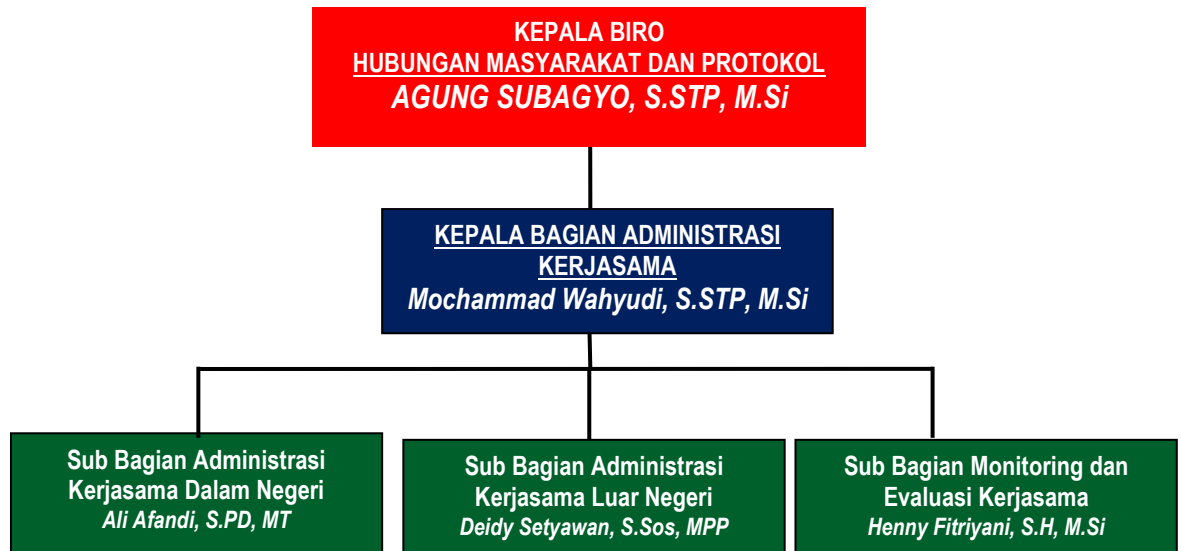 KEPALA BIRO
HUBUNGAN MASYARAKAT DAN PROTOKOL
AGUNG SUBAGYO, S.STP, M.Si
KEPALA BAGIAN ADMINISTRASI
KERJASAMA
Mochammad Wahyudi, S.STP, M.Si
Sub Bagian Administrasi
Kerjasama Dalam Negeri
Ali Afandi, S.PD, MT
Sub Bagian Administrasi
Kerjasama Luar Negeri
Deidy Setyawan, S.Sos, MPP
Sub Bagian Monitoring dan
Evaluasi Kerjasama
Henny Fitriyani, S.H, M.Si